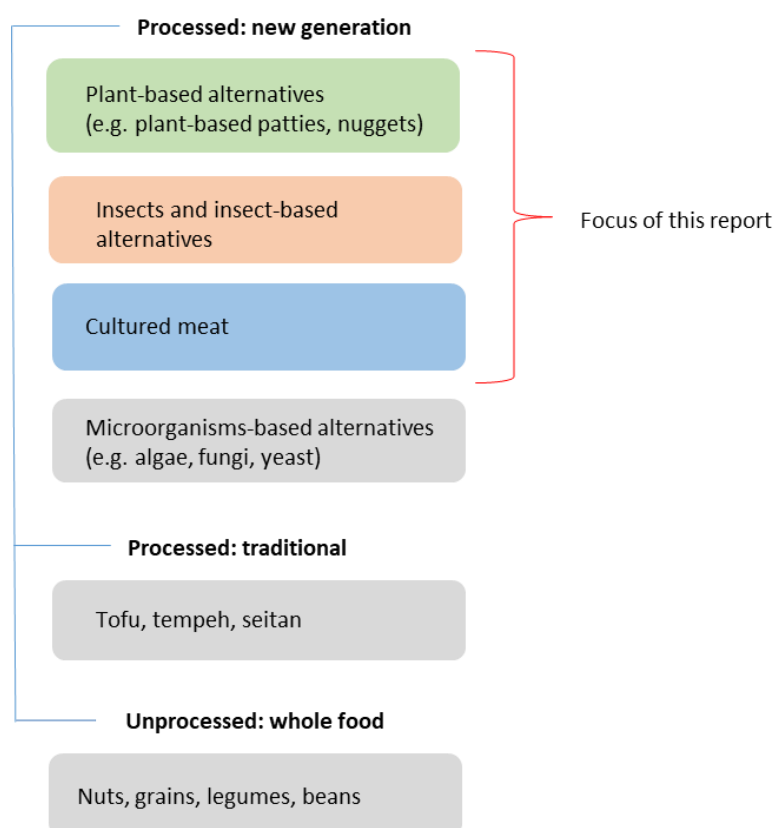 Processed: new generation
Plant-based alternatives
(e.g. plant-based patties, nuggets)
Insects and insect-based
alternatives
Focus of this report
Cultured meat
Microorganisms-based alternatives
(e.g. algae, fungi, yeast)
Processed: traditional
Tofu, tempeh, seitan
Unprocessed: whole food
Nuts, grains, legumes, beans